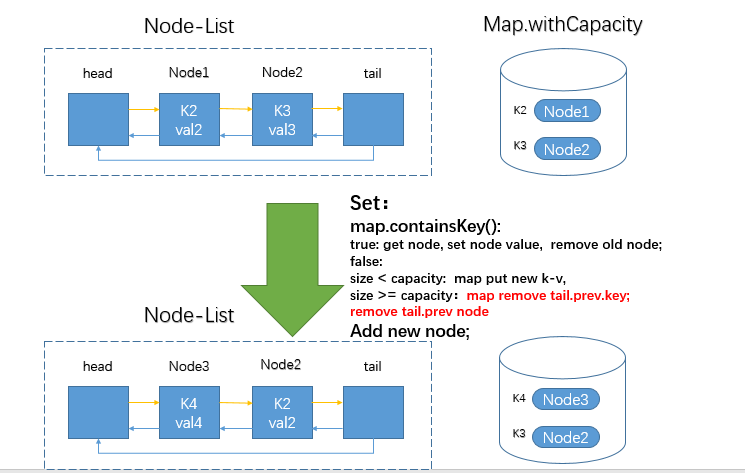 Node-List
Map.withCapacity
head Node1 Node2 tail
K2 val2
K3 val3
K2 Node1
K3 Node2
Set：
map.containsKey():
true: get node, set node value, remove old node;
false:
size < capacity: map put new k-v,
size >= capacity：map remove tail.prev.key;
remove tail.prev node
Add new node;
Node-List
head Node3 Node2 tail
K4 val4
K2 val2
K4 Node3
K3 Node2